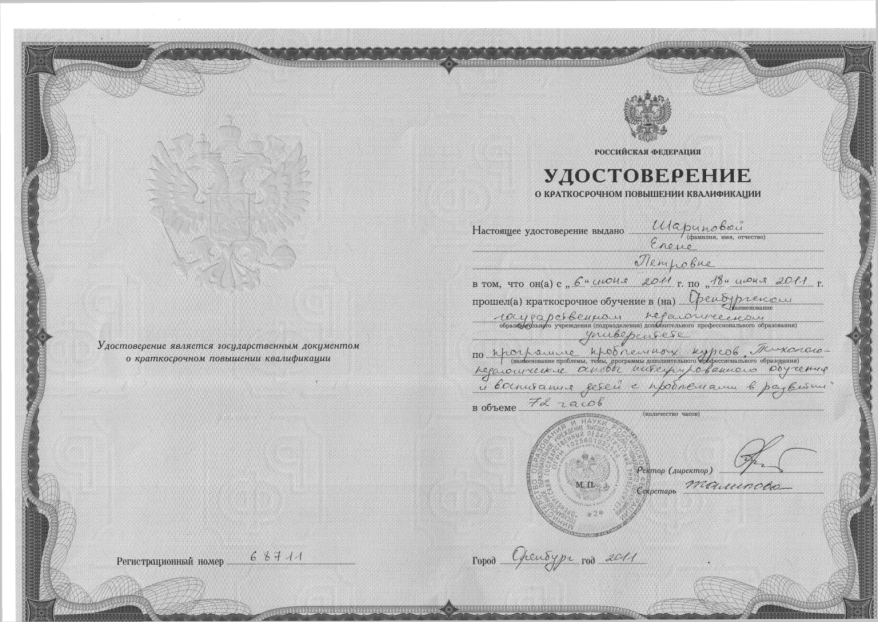 Удостоверение является государственным документом
о краткосрочном повышении квалификации
Регистрационный номер 68711
РОССИЙСКАЯ ФЕДЕРАЦИЯ
УДОСТОВЕРЕНИЕ
О КРАТКОСРОЧНОМ ПОВЫШЕНИИ КВАЛИФИКАЦИИ
Настоящее удостоверение выдано Шариповой
(фамилия, имя, отчество)
Елене
Петровне
в том, что он(а) с „6" июня 2011 г. по „18" июня 2011 г.
прошел(а) краткосрочное обучение в (на) Оренбургском
(наименование
государственном педагогическом
образовательного учреждения (подразделения) дополнительного профессионального образования)
университете
по программе проблемных курсов „Психолого-
(наименование проблемы, темы, программы дополнительного профессионального образования)
педагогические основы интегрированного обучения
и воспитания детей с проблемами в развитии"
в объеме 72 часов
(количество часов)
М.П.
Ректор (директор)
Секретарь
Город Оренбург год 2011